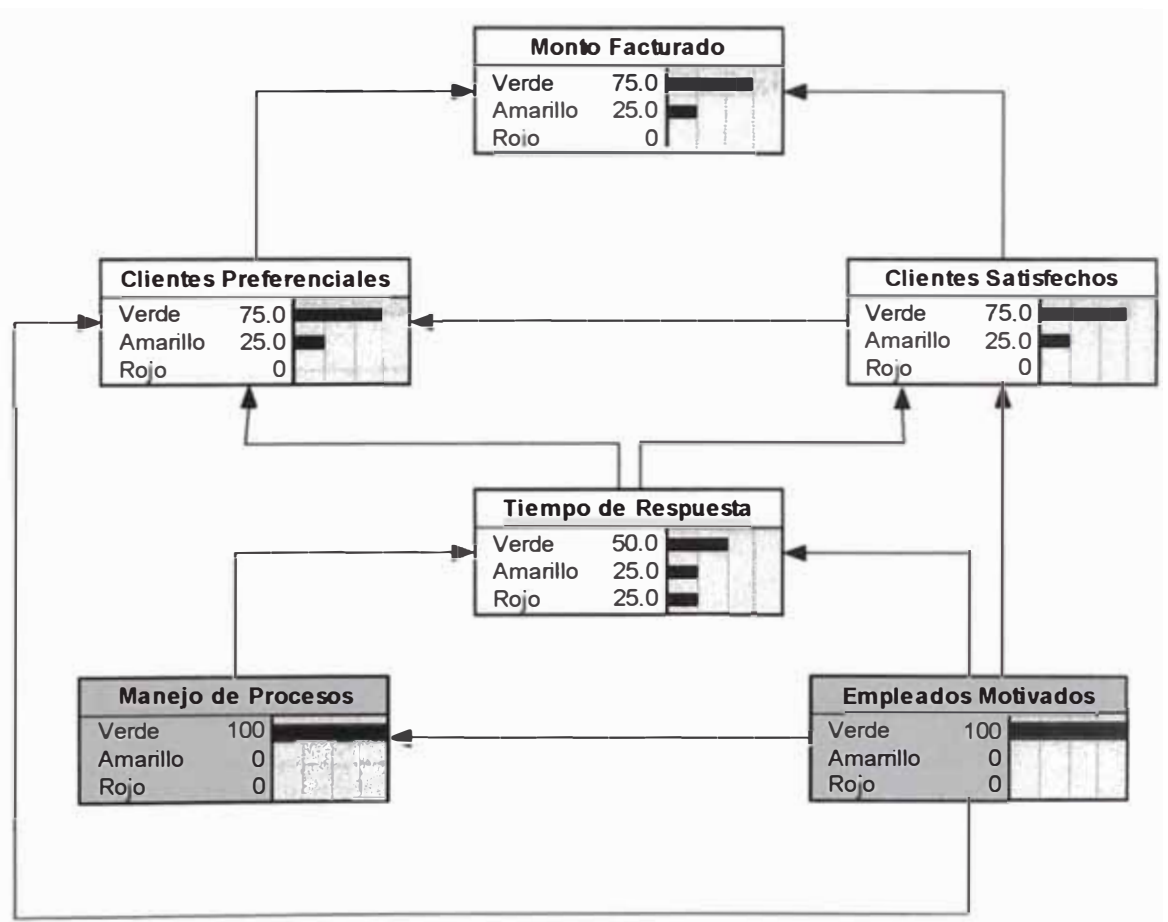 Monto Facturado
Verde 75.0
Amarillo 25.0
Rojo 0
Clientes Preferenciales
Verde 75.0
Amarillo 25.0
Rojo 0
Clientes Satisfechos
Verde 75.0
Amarillo 25.0
Rojo 0
Tiempo de Respuesta
Verde 50.0
Amarillo 25.0
Rojo 25.0
Manejo de Procesos
Verde 100
Amarillo 0
Rojo 0
Empleados Motivados
Verde 100
Amarillo 0
Rojo 0